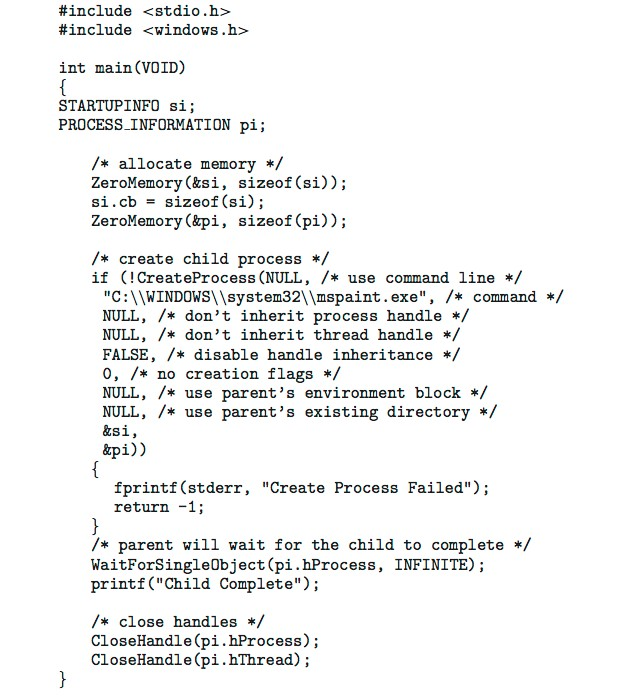 #include <stdio.h>
#include <windows.h>

int main(VOID)
{
STARTUPINFO si;
PROCESS_INFORMATION pi;

    /* allocate memory */
    ZeroMemory(&si, sizeof(si));
    si.cb = sizeof(si);
    ZeroMemory(&pi, sizeof(pi));

    /* create child process */
    if (!CreateProcess(NULL, /* use command line */
     "C:\\WINDOWS\\system32\\mspaint.exe", /* command */
     NULL, /* don't inherit process handle */
     NULL, /* don't inherit thread handle */
     FALSE, /* disable handle inheritance */
     0, /* no creation flags */
     NULL, /* use parent's environment block */
     NULL, /* use parent's existing directory */
     &si,
     &pi))
    {
      fprintf(stderr, "Create Process Failed");
      return -1;
    }
    /* parent will wait for the child to complete */
    WaitForSingleObject(pi.hProcess, INFINITE);
    printf("Child Complete");

    /* close handles */
    CloseHandle(pi.hProcess);
    CloseHandle(pi.hThread);
}